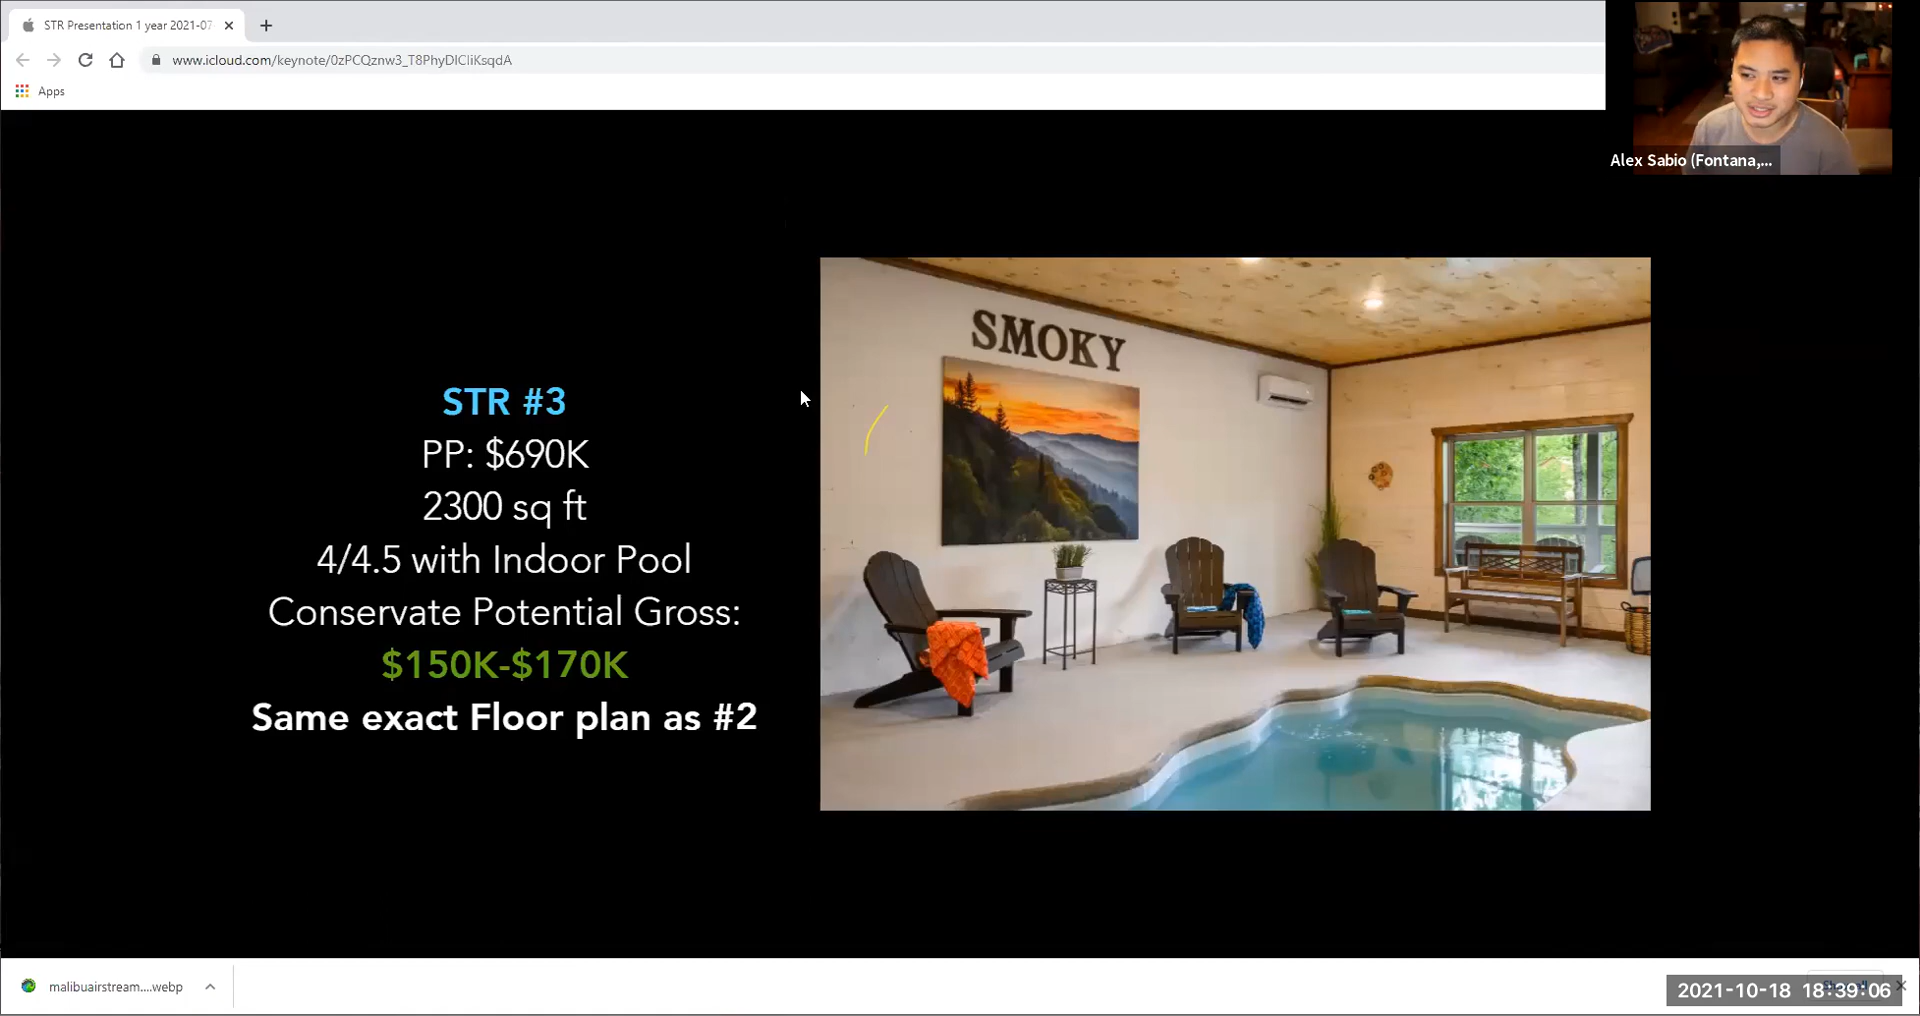 STR Presentation 1 year 2021-07
www.icloud.com/keynote/0zPCQznw3_T8PhyDICIiKsqdA
Apps
Alex Sabio (Fontana,...
SMOKY
STR #3
PP: $690K
2300 sq ft
4/4.5 with Indoor Pool
Conservate Potential Gross:
$150K-$170K
Same exact Floor plan as #2
malibuairstream....webp
2021-10-18 18:39:06